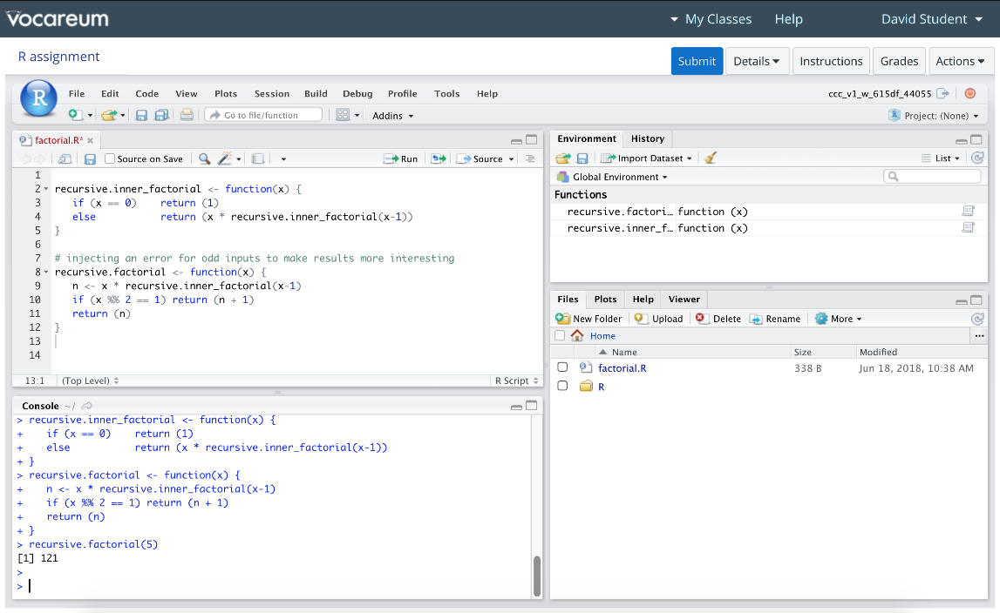 Vocareum
My Classes Help David Student
R assignment
Submit Details Instructions Grades Actions
R File Edit Code View Plots Session Build Debug Profile Tools Help
ccc_v1_w_615df_44055
Go to file/function Addins Project: (None)
factorial.R*
Source on Save Run Source
1
2 recursive.inner_factorial <- function(x) {
3 if (x == 0) return (1)
4 else return (x * recursive.inner_factorial(x-1))
5 }
6
7 # injecting an error for odd inputs to make results more interesting
8 recursive.factorial <- function(x) {
9 n <- x * recursive.inner_factorial(x-1)
10 if (x %% 2 == 1) return (n + 1)
11 return (n)
12 }
13
14
13:1 (Top Level) R Script
Console ~/
> recursive.inner_factorial <- function(x) {
+ if (x == 0) return (1)
+ else return (x * recursive.inner_factorial(x-1))
+ }
> recursive.factorial <- function(x) {
+ n <- x * recursive.inner_factorial(x-1)
+ if (x %% 2 == 1) return (n + 1)
+ return (n)
+ }
> recursive.factorial(5)
[1] 121
>
>
Environment History
Import Dataset List
Global Environment
Functions
recursive.factori… function (x)
recursive.inner_f… function (x)
Files Plots Help Viewer
New Folder Upload Delete Rename More
Home ...
Name Size Modified
factorial.R 338 B Jun 18, 2018, 10:38 AM
R